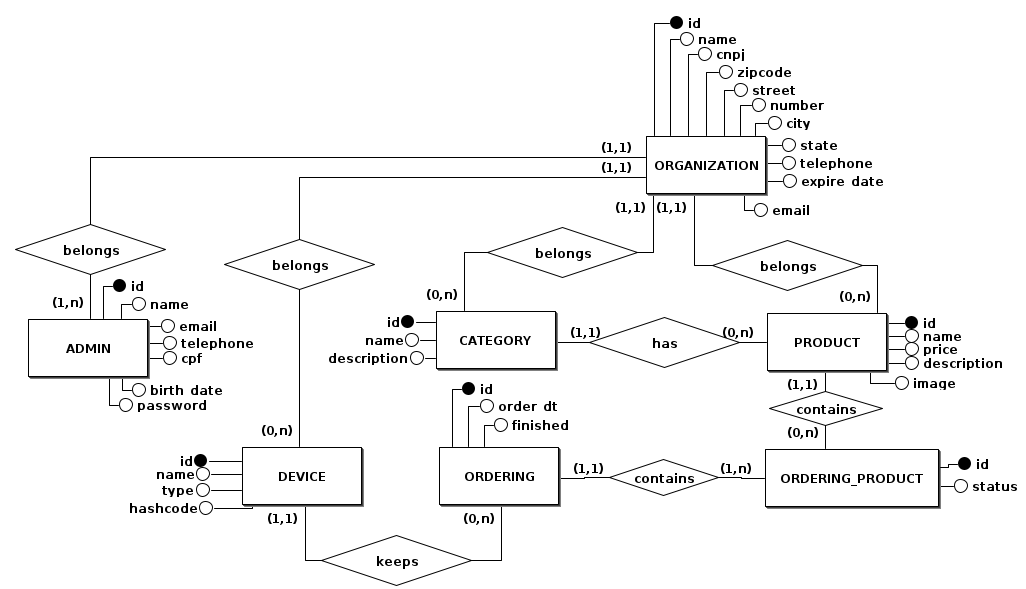 id
name
cnpj
zipcode
street
number
city
(1,1)
state
ORGANIZATION
telephone
(1,1)
expire date
(1,1) (1,1)
email
belongs
belongs
belongs
belongs
id
(1,n)
name
(0,n)
(0,n)
email
telephone
cpf
ADMIN
birth date
password
id
name
description
CATEGORY
(1,1)
has
(0,n)
PRODUCT
id
name
price
description
image
(1,1)
contains
(0,n)
id
order dt
finished
(0,n)
id
name
type
hashcode
DEVICE
ORDERING
(1,1)
contains
(1,n)
ORDERING_PRODUCT
id
status
(1,1)
(0,n)
keeps